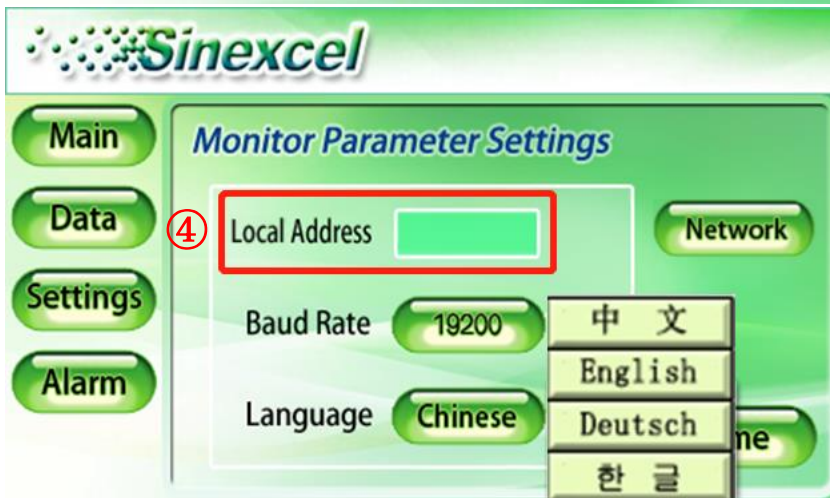 Sinexcel
Main
Monitor Parameter Settings
Data
④ Local Address
Network
Settings
Baud Rate 19200
中 文
English
Alarm
Language Chinese
Deutsch
한 글